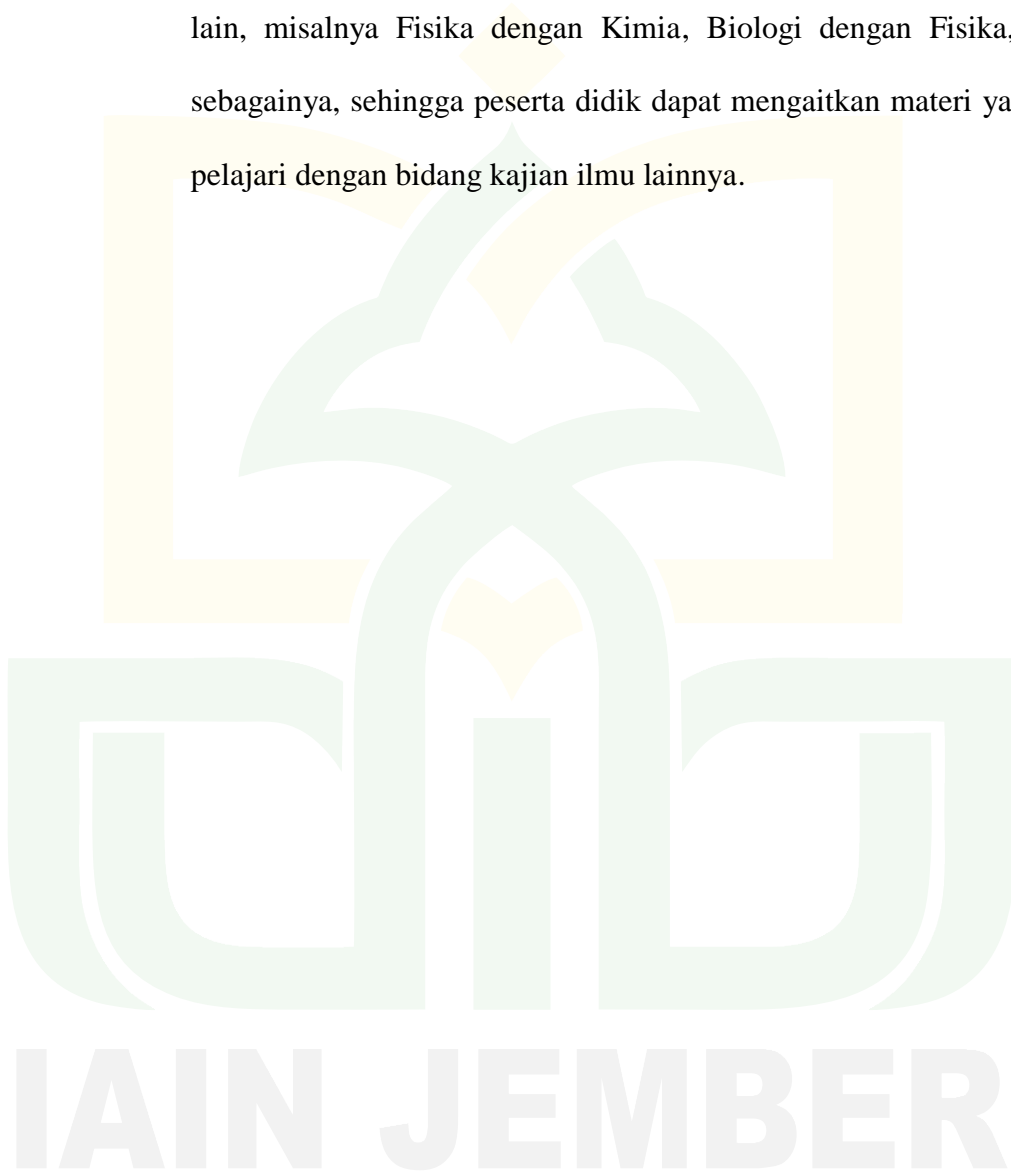 lain, misalnya Fisika dengan Kimia, Biologi dengan Fisika,
sebagainya, sehingga peserta didik dapat mengaitkan materi ya
pelajari dengan bidang kajian ilmu lainnya.
IAIN JEMBER